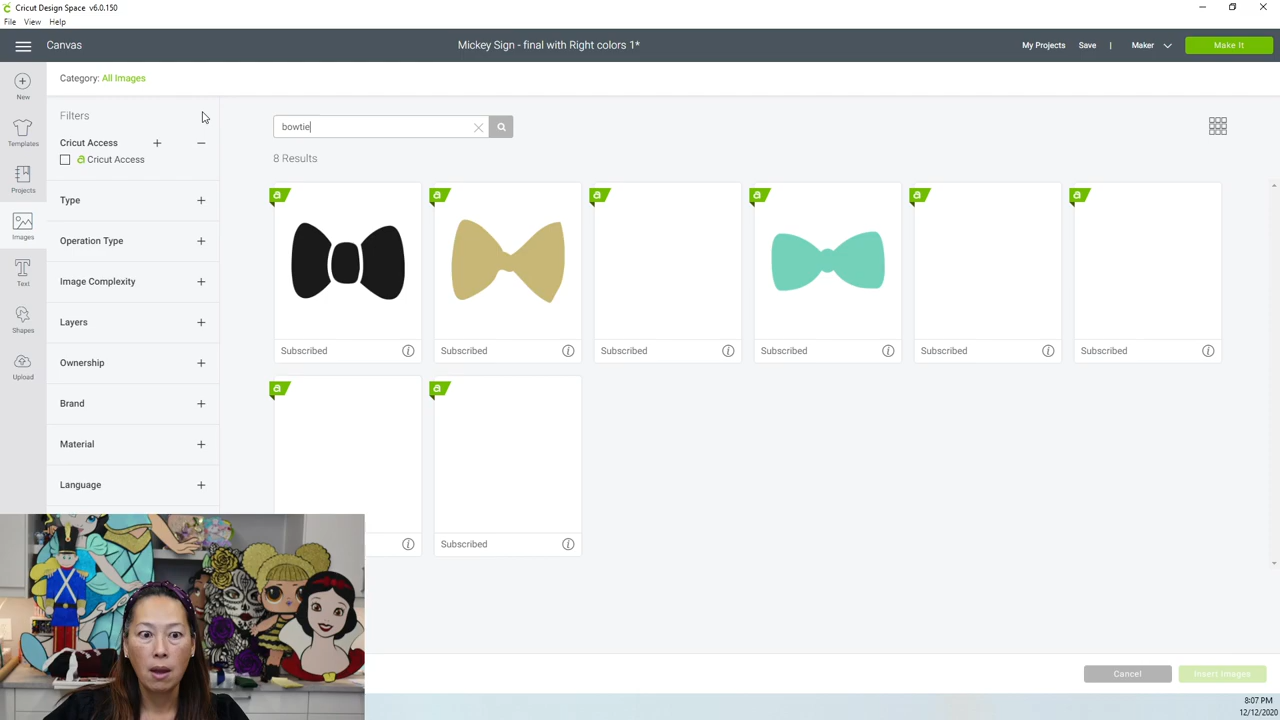 Cricut Design Space v6.0.150
File View Help
Canvas
Mickey Sign - final with Right colors 1*
My Projects Save | Maker Make It
New
Templates
Projects
Images
Text
Shapes
Upload
Category: All Images
Filters
Cricut Access
a Cricut Access
Type
Operation Type
Image Complexity
Layers
Ownership
Brand
Material
Language
bowtie
8 Results
a a a a a a
Subscribed Subscribed Subscribed Subscribed Subscribed Subscribed
a a
Subscribed
Cancel Insert Images
8:07 PM
12/12/2020